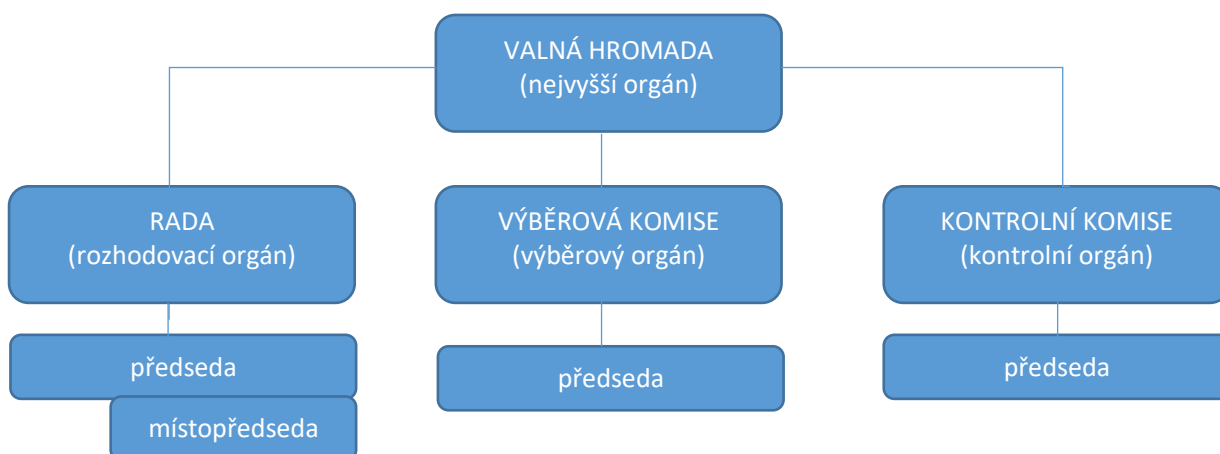 VALNÁ HROMADA
(nejvyšší orgán)
RADA
(rozhodovací orgán)
VÝBĚROVÁ KOMISE
(výběrový orgán)
KONTROLNÍ KOMISE
(kontrolní orgán)
předseda
místopředseda
předseda
předseda